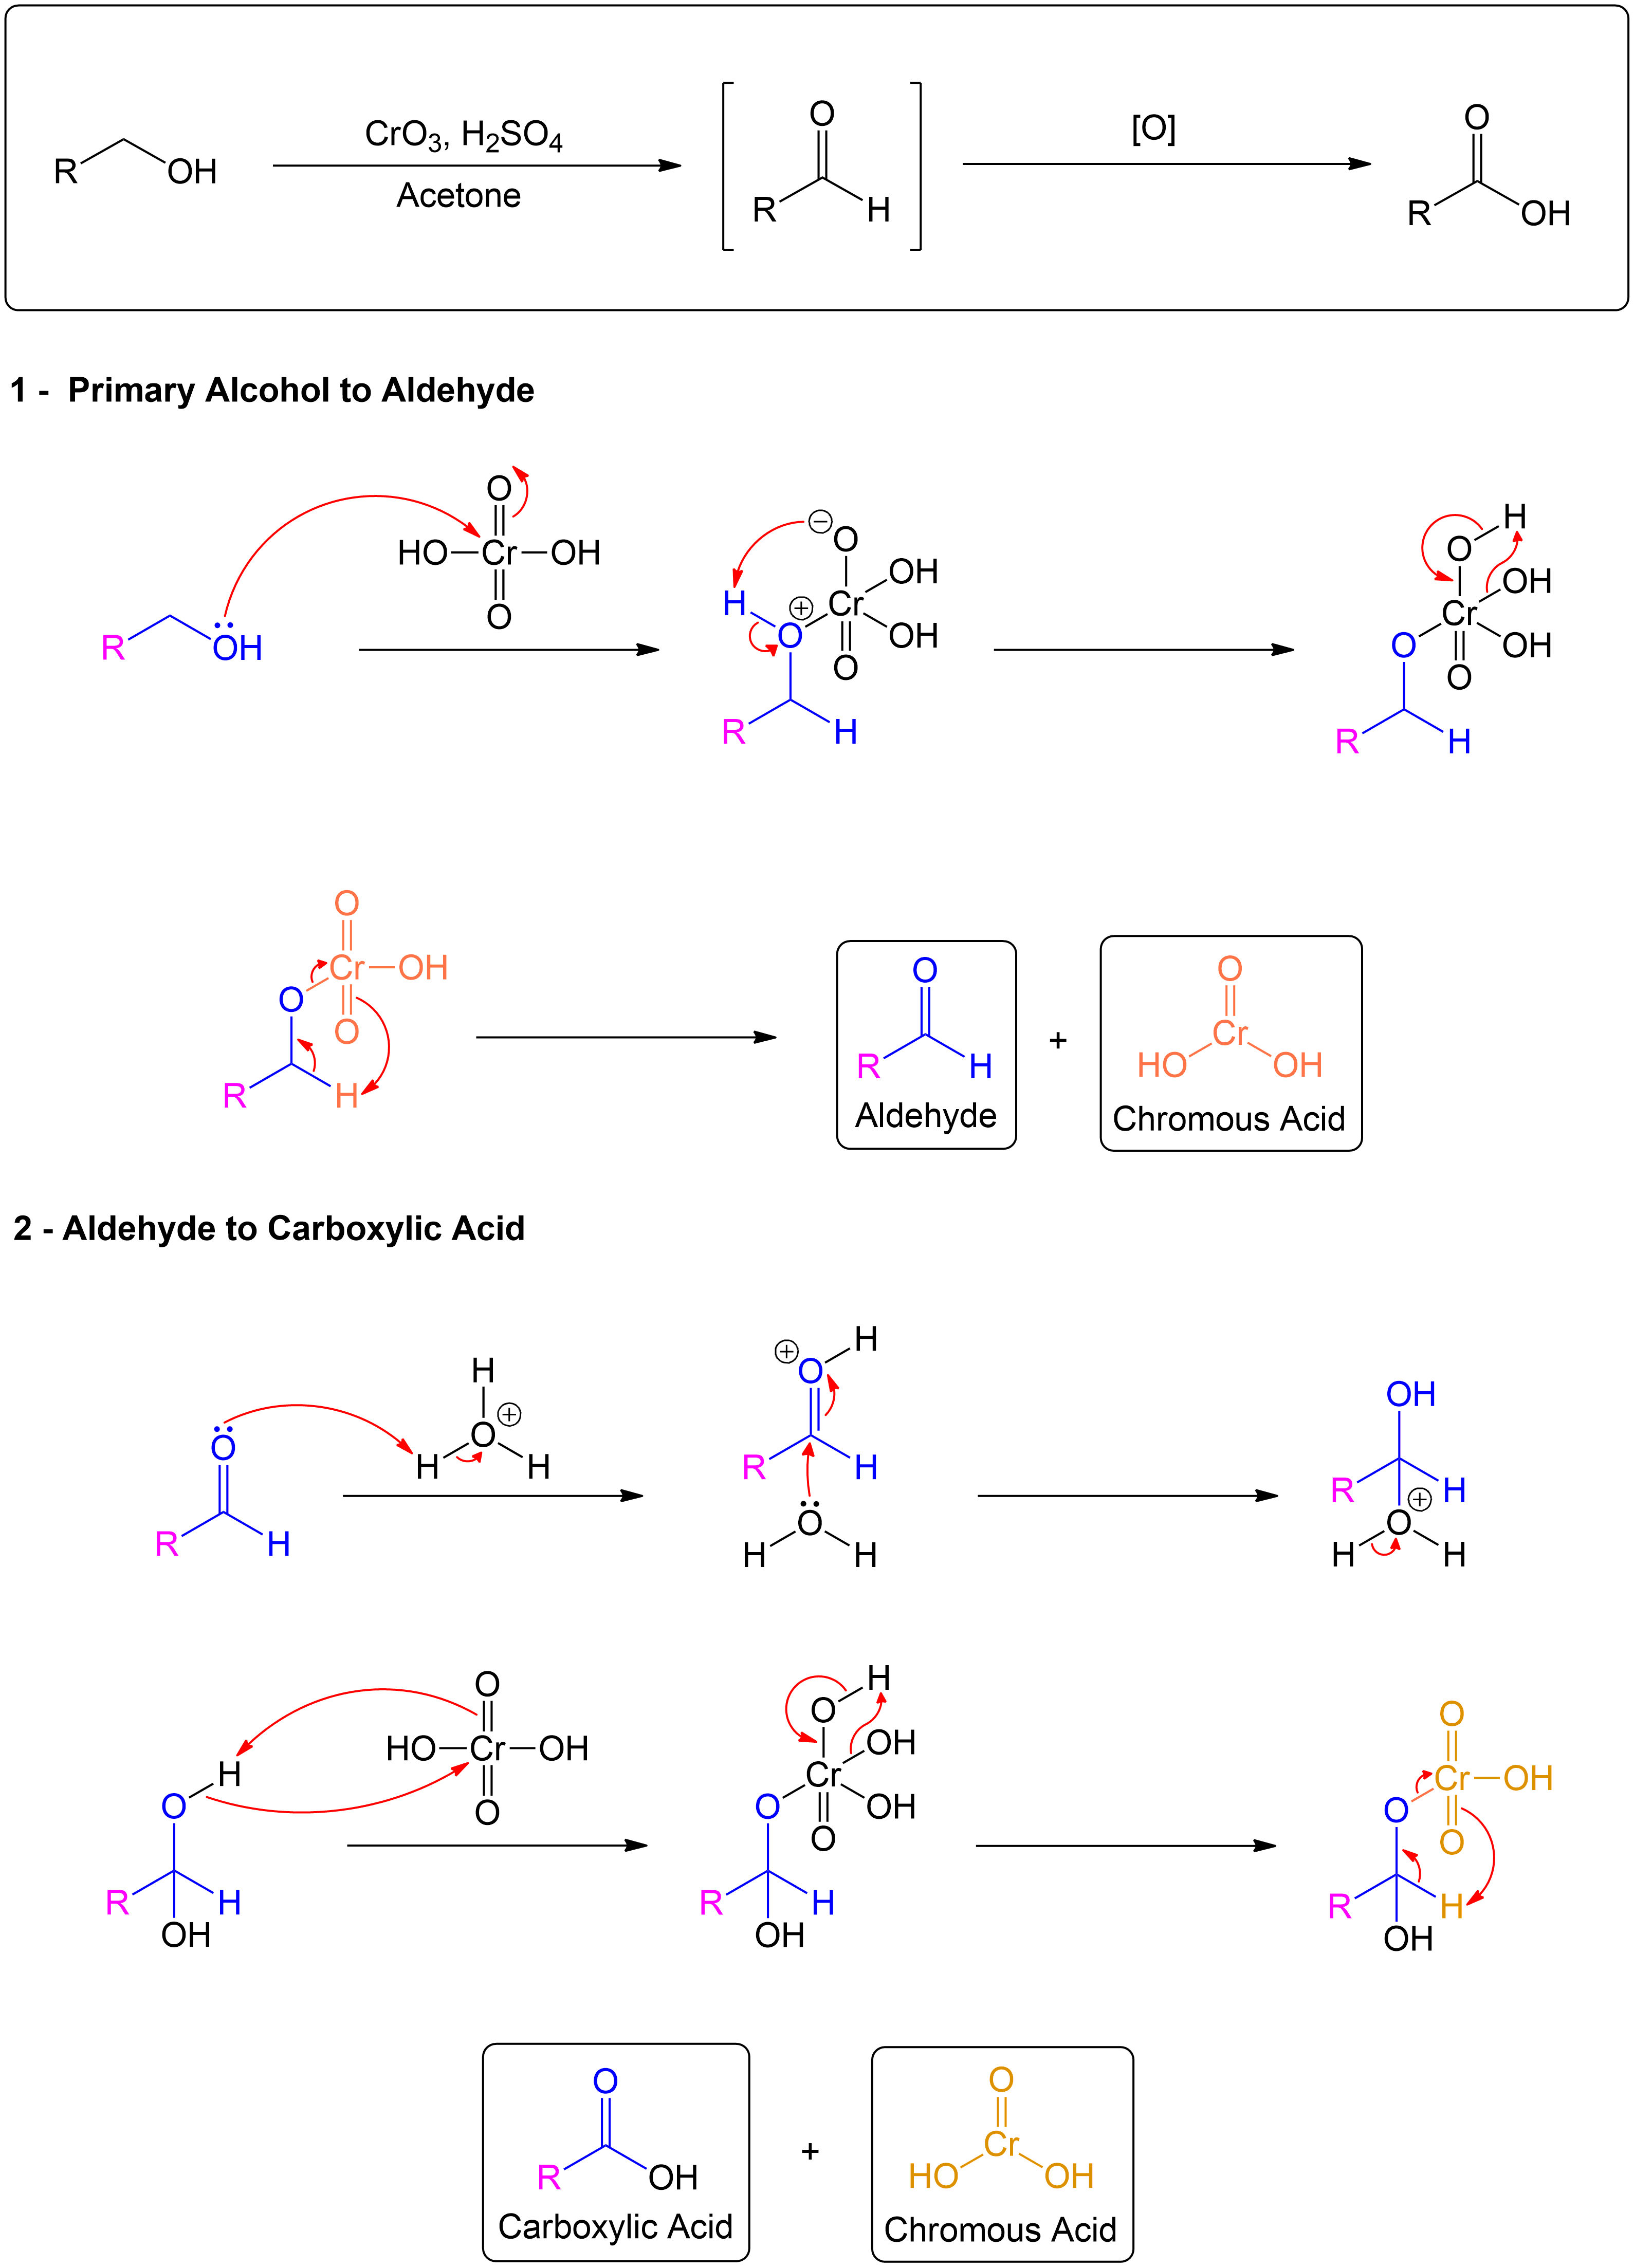 CrO3, H2SO4
Acetone
R OH
O
R H
[O]
O
R OH
1 - Primary Alcohol to Aldehyde
R OH
O
HO Cr OH
O
O
H Cr OH
O OH
O
R H
O H
Cr OH
O OH
O
R H
O
Cr OH
O O
R H
O
R H
Aldehyde
+
O
Cr
HO OH
Chromous Acid
2 - Aldehyde to Carboxylic Acid
O
R H
H
O
H H
O H
R H
O
H H
OH
R H
O
H H
O
HO Cr OH
O
H
O
R H
OH
O H
Cr OH
O OH
O
R H
OH
O
Cr OH
O O
R H
OH
O
R OH
Carboxylic Acid
+
O
Cr
HO OH
Chromous Acid